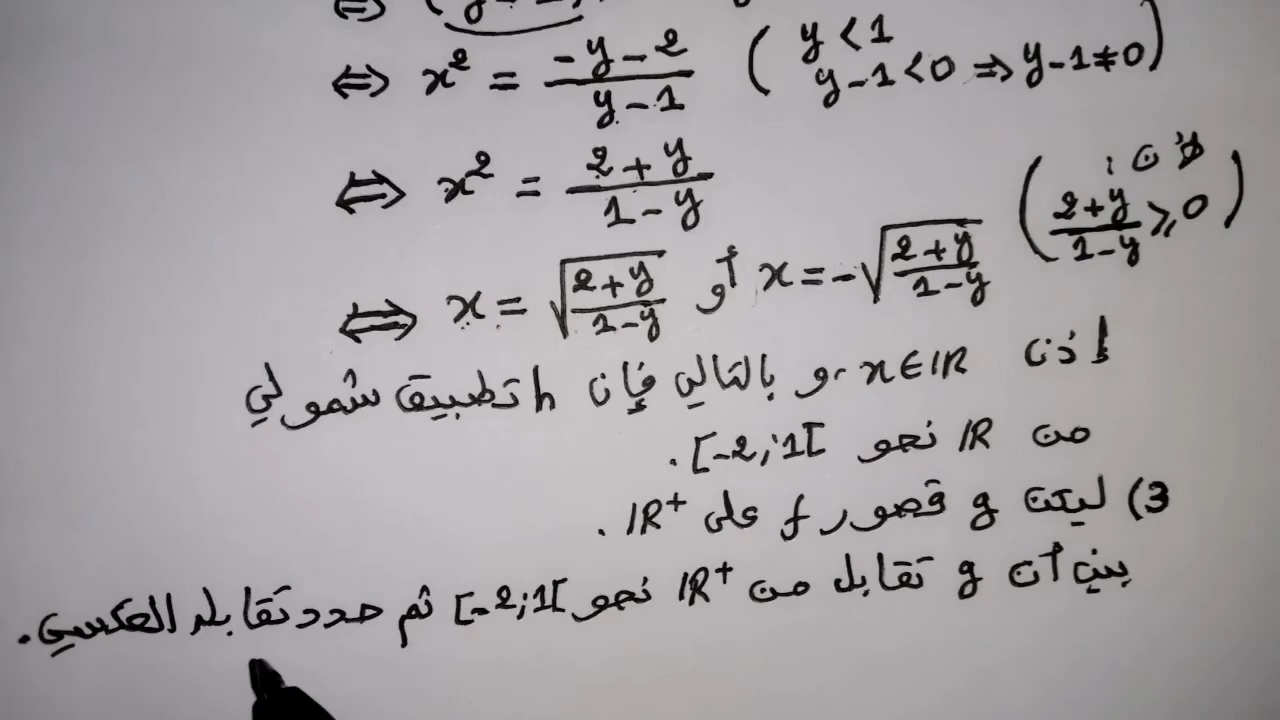 ⇔ x² = (-y-2)/(y-1) ( y<1 y-1<0 ⇒ y-1≠0 )
⇔ x² = (2+y)/(1-y)
⇔ x = √((2+y)/(1-y)) أو x = -√((2+y)/(1-y)) ( لأن : (2+y)/(1-y) ⩾ 0 )
اذن x∈IR و بالتالي فإن h تطبيق شمولي
من IR نحو [-2;1[ .
3) ليكن g قصور f على IR⁺ .
بين أن g تقابل من IR⁺ نحو [-2;1[ ثم حدد تقابله العكسي .